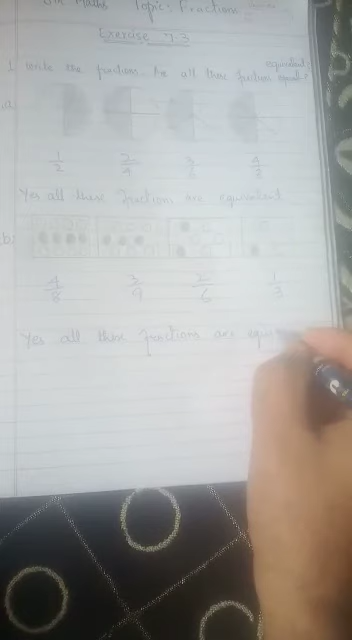 Maths Topic: Fractions
Exercise 7.3
1. Write the fraction. Are all these fraction equivalent
a.
1/2 2/4 3/6 4/8
Yes all these fractions are equivalent
b.
4/8 3/9 2/6 1/3
Yes all these fractions are equi